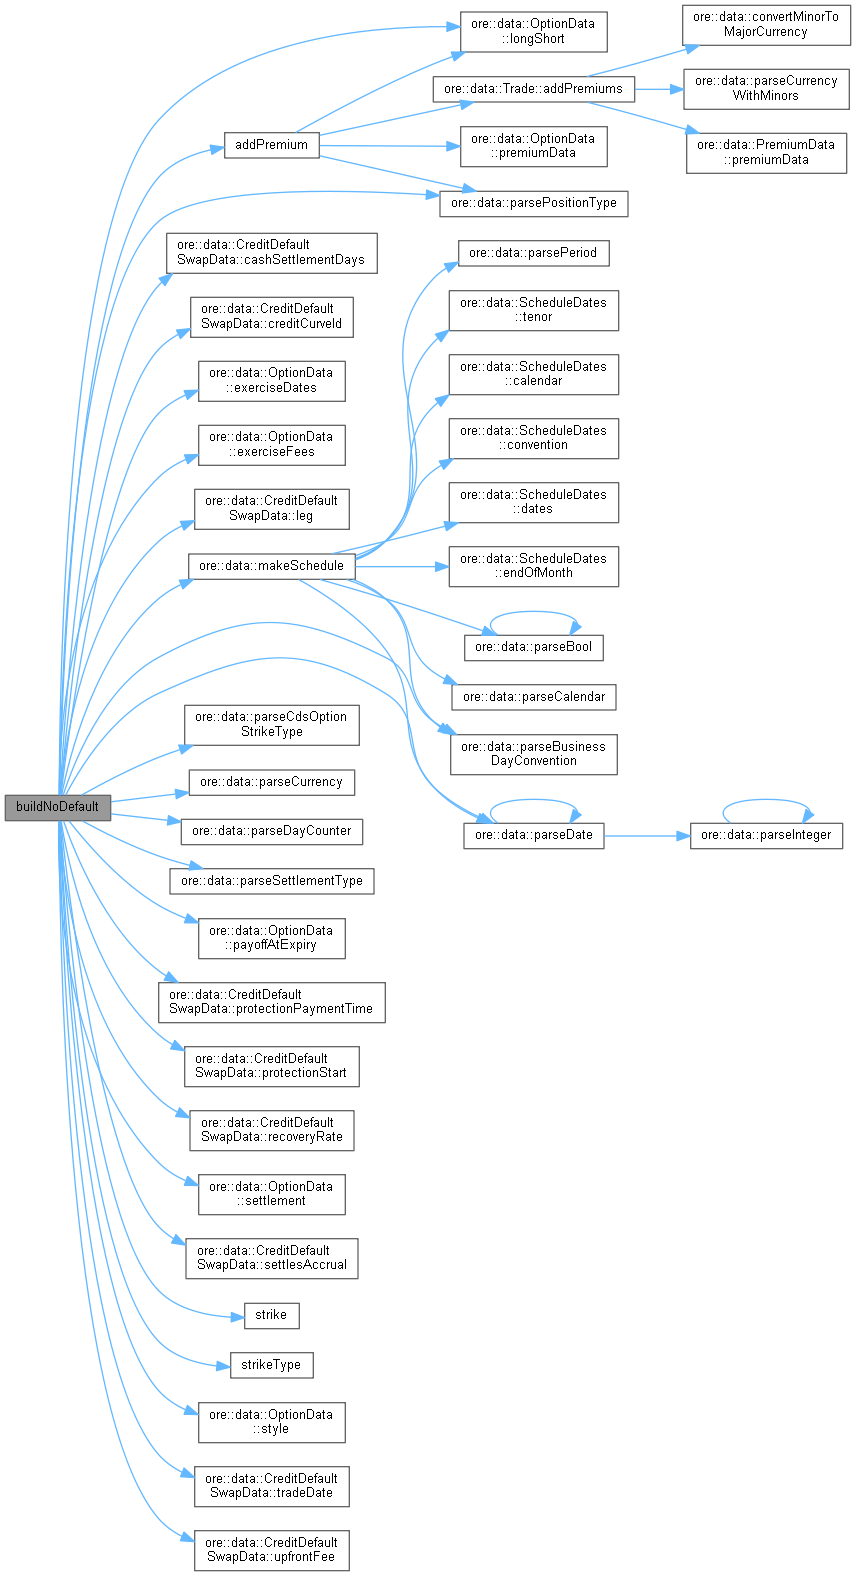 ore::data::OptionData
::longShort
ore::data::convertMinorTo
MajorCurrency
ore::data::Trade::addPremiums
ore::data::parseCurrency
WithMinors
addPremium
ore::data::OptionData
::premiumData
ore::data::PremiumData
::premiumData
ore::data::parsePositionType
ore::data::CreditDefault
SwapData::cashSettlementDays
ore::data::parsePeriod
ore::data::CreditDefault
SwapData::creditCurveId
ore::data::ScheduleDates
::tenor
ore::data::OptionData
::exerciseDates
ore::data::ScheduleDates
::calendar
ore::data::OptionData
::exerciseFees
ore::data::ScheduleDates
::convention
ore::data::CreditDefault
SwapData::leg
ore::data::ScheduleDates
::dates
ore::data::makeSchedule
ore::data::ScheduleDates
::endOfMonth
ore::data::parseBool
ore::data::parseCalendar
ore::data::parseCdsOption
StrikeType
ore::data::parseBusiness
DayConvention
ore::data::parseCurrency
buildNoDefault
ore::data::parseDayCounter
ore::data::parseDate
ore::data::parseInteger
ore::data::parseSettlementType
ore::data::OptionData
::payoffAtExpiry
ore::data::CreditDefault
SwapData::protectionPaymentTime
ore::data::CreditDefault
SwapData::protectionStart
ore::data::CreditDefault
SwapData::recoveryRate
ore::data::OptionData
::settlement
ore::data::CreditDefault
SwapData::settlesAccrual
strike
strikeType
ore::data::OptionData
::style
ore::data::CreditDefault
SwapData::tradeDate
ore::data::CreditDefault
SwapData::upfrontFee